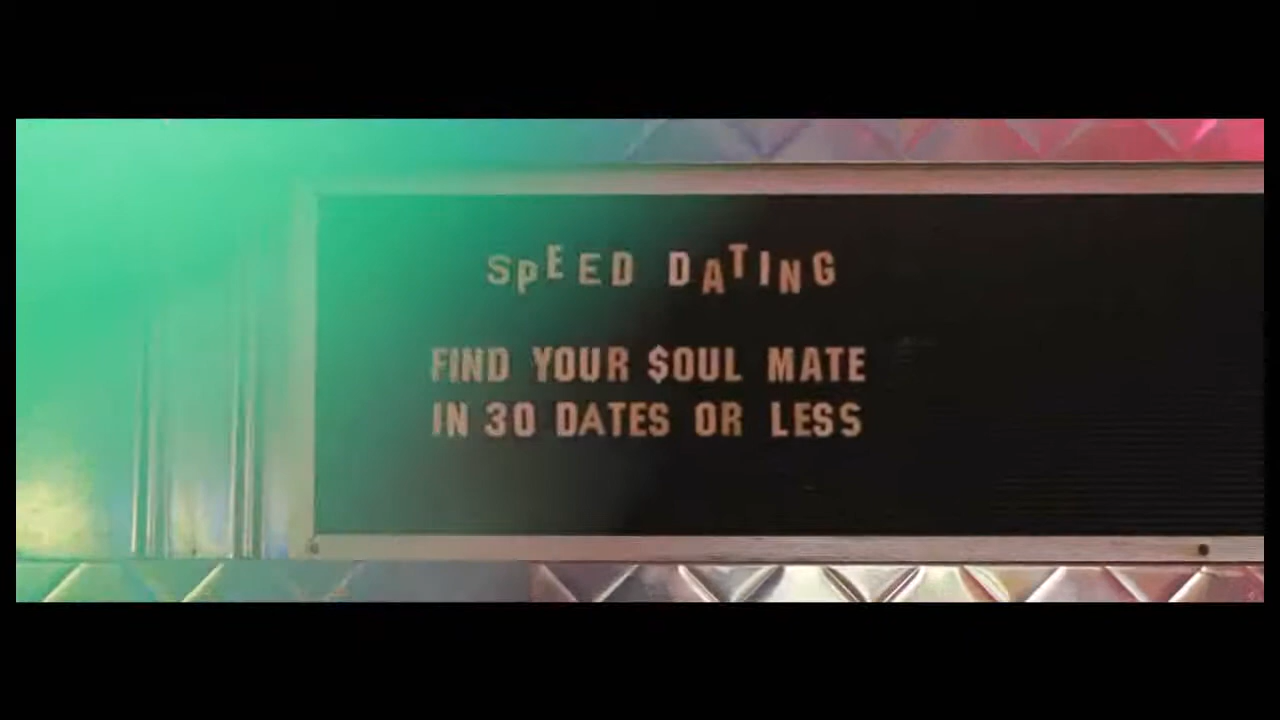 SPEED DATING
FIND YOUR $OUL MATE
IN 30 DATES OR LESS